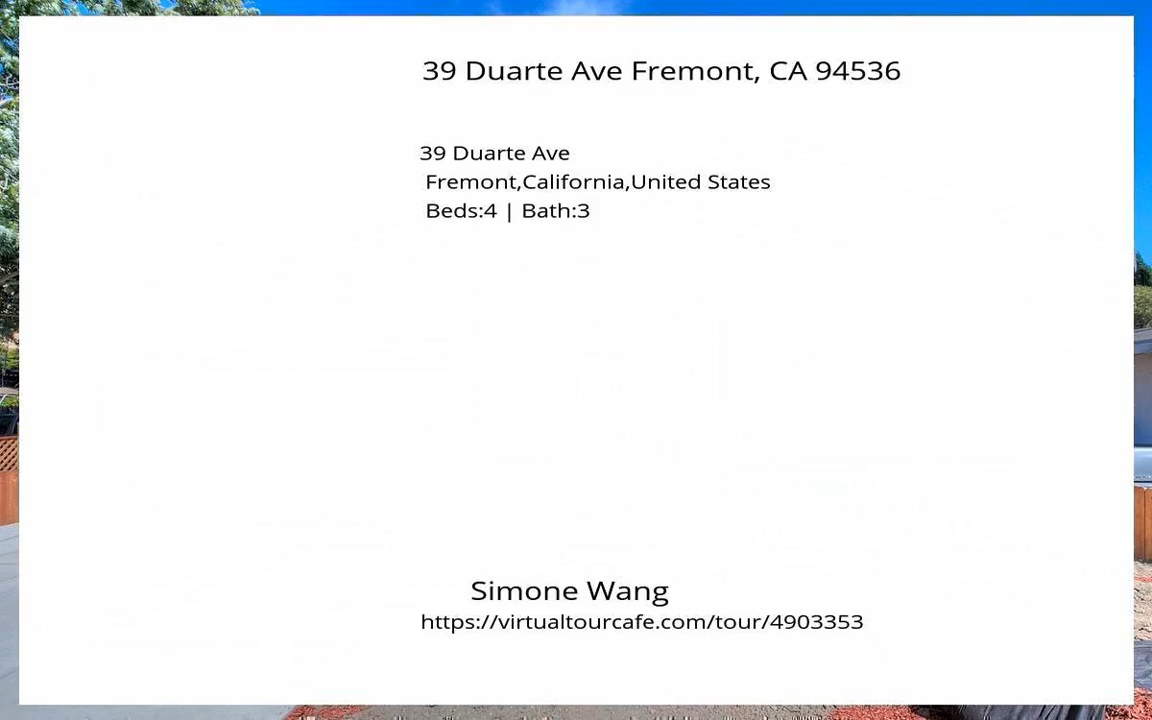 39 Duarte Ave Fremont, CA 94536
39 Duarte Ave
Fremont,California,United States
Beds:4 | Bath:3
Simone Wang
https://virtualtourcafe.com/tour/4903353